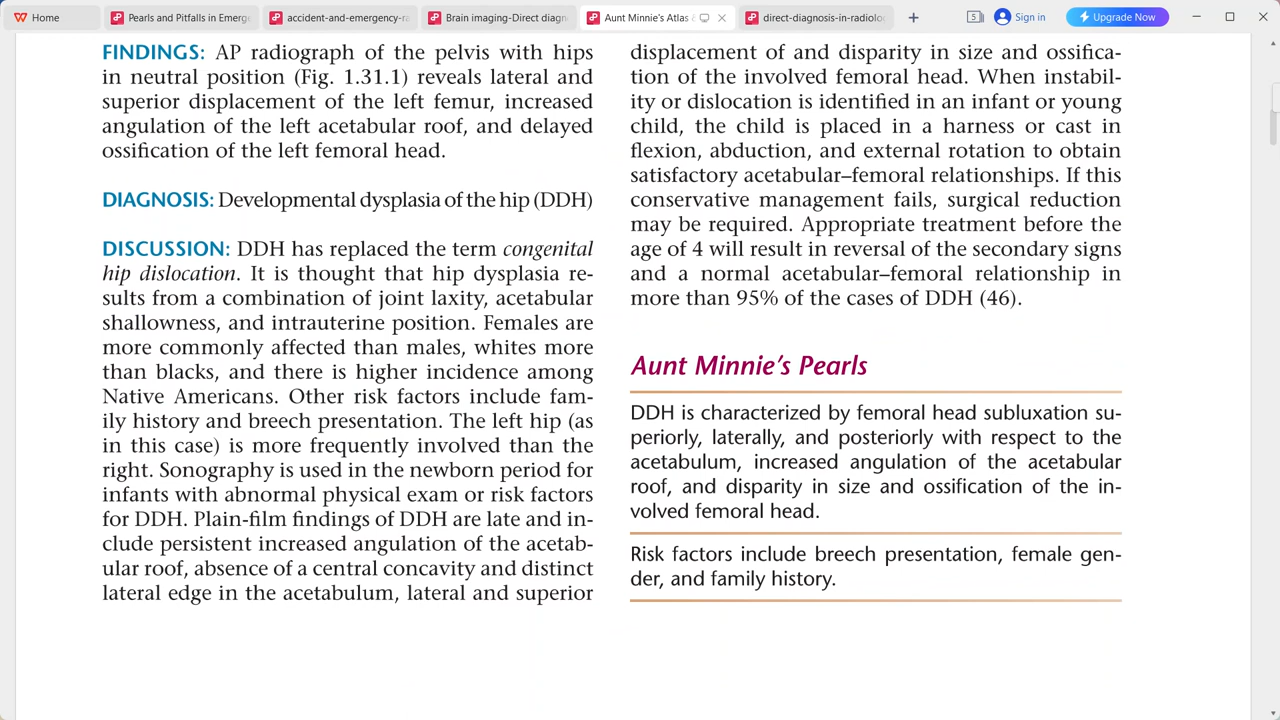 Home
Pearls and Pitfalls in Emerg
accident-and-emergency-ra
Brain imaging-Direct diagn
Aunt Minnie's Atlas &
direct-diagnosis-in-radiolo
5
Sign in
Upgrade Now
FINDINGS: AP radiograph of the pelvis with hips
in neutral position (Fig. 1.31.1) reveals lateral and
superior displacement of the left femur, increased
angulation of the left acetabular roof, and delayed
ossification of the left femoral head.
DIAGNOSIS: Developmental dysplasia of the hip (DDH)
DISCUSSION: DDH has replaced the term congenital
hip dislocation. It is thought that hip dysplasia re-
sults from a combination of joint laxity, acetabular
shallowness, and intrauterine position. Females are
more commonly affected than males, whites more
than blacks, and there is higher incidence among
Native Americans. Other risk factors include fam-
ily history and breech presentation. The left hip (as
in this case) is more frequently involved than the
right. Sonography is used in the newborn period for
infants with abnormal physical exam or risk factors
for DDH. Plain-film findings of DDH are late and in-
clude persistent increased angulation of the acetab-
ular roof, absence of a central concavity and distinct
lateral edge in the acetabulum, lateral and superior
displacement of and disparity in size and ossifica-
tion of the involved femoral head. When instabil-
ity or dislocation is identified in an infant or young
child, the child is placed in a harness or cast in
flexion, abduction, and external rotation to obtain
satisfactory acetabular–femoral relationships. If this
conservative management fails, surgical reduction
may be required. Appropriate treatment before the
age of 4 will result in reversal of the secondary signs
and a normal acetabular–femoral relationship in
more than 95% of the cases of DDH (46).
Aunt Minnie's Pearls
DDH is characterized by femoral head subluxation su-
periorly, laterally, and posteriorly with respect to the
acetabulum, increased angulation of the acetabular
roof, and disparity in size and ossification of the in-
volved femoral head.
Risk factors include breech presentation, female gen-
der, and family history.